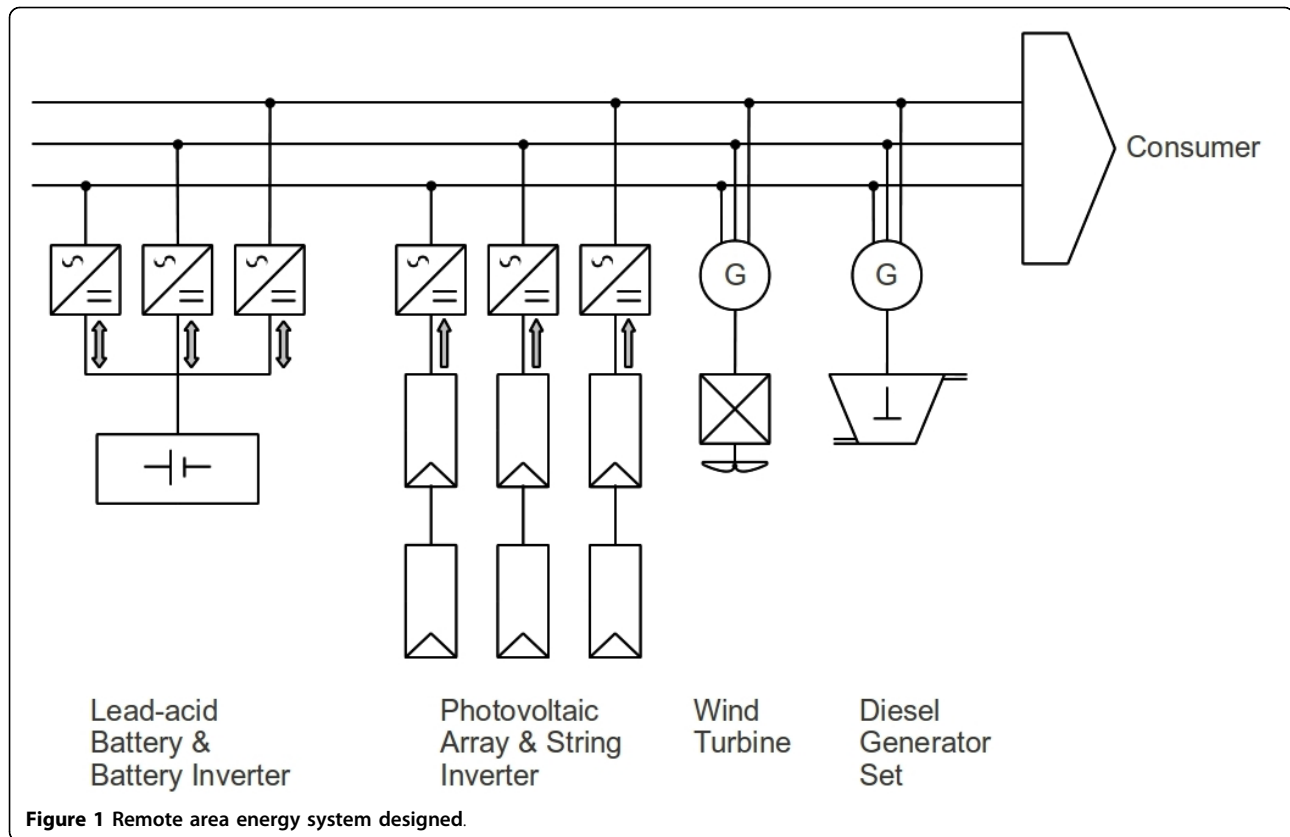 Consumer
G
G
Lead-acid
Battery &
Battery Inverter
Photovoltaic
Array & String
Inverter
Wind
Turbine
Diesel
Generator
Set
Figure 1 Remote area energy system designed.